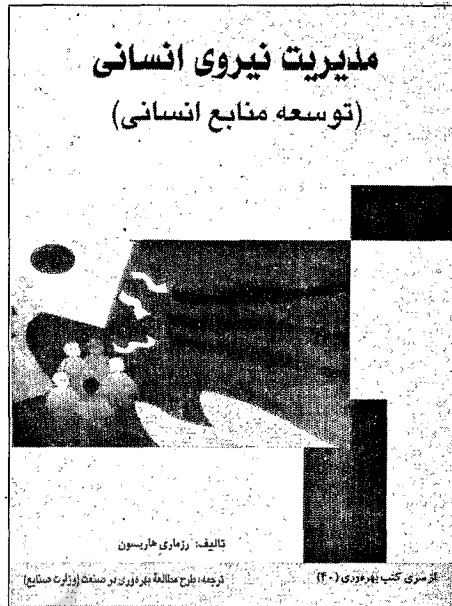 مدیریت نیروی انسانی
(توسعه منابع انسانی)
تالیف: رزماری هاریسون
ترجمه: طرح مطالعه بهره‌وری در صنعت (وزارت صنایع)
از سری کتب بهره‌وری (۴۰)